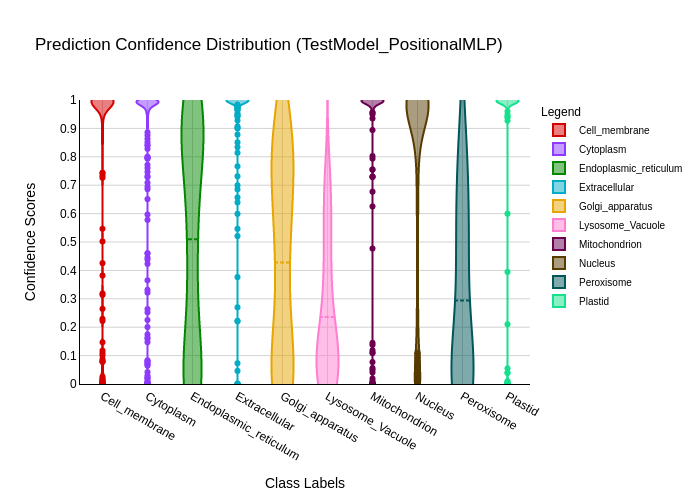 Prediction Confidence Distribution (TestModel_PositionalMLP)
Confidence Scores
1
0.9
0.8
0.7
0.6
0.5
0.4
0.3
0.2
0.1
0
Cell_membrane
Cytoplasm
Endoplasmic_reticulum
Extracellular
Golgi_apparatus
Lysosome_Vacuole
Mitochondrion
Nucleus
Peroxisome
Plastid
Class Labels
Legend
Cell_membrane
Cytoplasm
Endoplasmic_reticulum
Extracellular
Golgi_apparatus
Lysosome_Vacuole
Mitochondrion
Nucleus
Peroxisome
Plastid